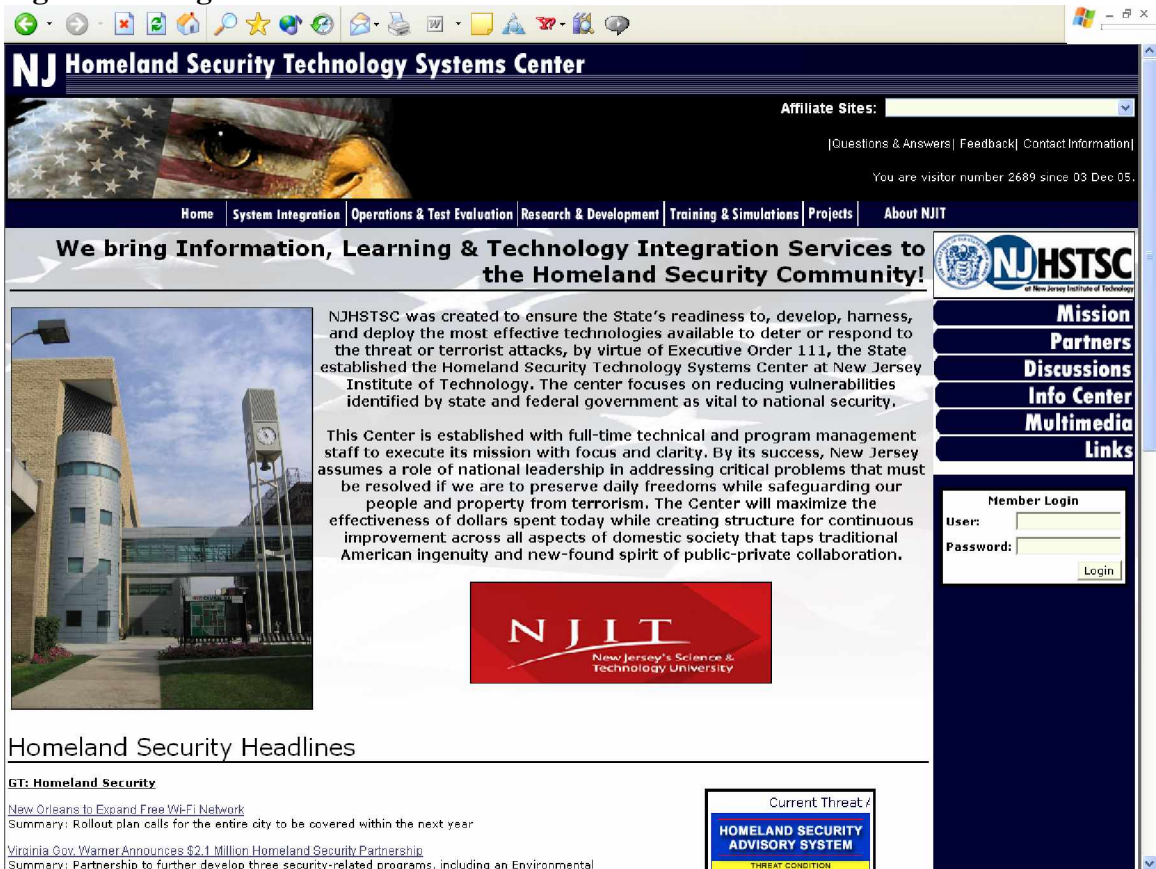 NJ Homeland Security Technology Systems Center
Affiliate Sites:
|Questions & Answers| Feedback| Contact Information|
You are visitor number 2689 since 03 Dec 05.
Home | System Integration | Operations & Test Evaluation | Research & Development | Training & Simulations | Projects | About NJIT
We bring Information, Learning & Technology Integration Services to
the Homeland Security Community!
NJHSTSC
at New Jersey Institute of Technology
Mission
Partners
Discussions
Info Center
Multimedia
Links
Member Login
User:
Password:
Login
NJHSTSC was created to ensure the State's readiness to, develop, harness,
and deploy the most effective technologies available to deter or respond to
the threat or terrorist attacks, by virtue of Executive Order 111, the State
established the Homeland Security Technology Systems Center at New Jersey
Institute of Technology. The center focuses on reducing vulnerabilities
identified by state and federal government as vital to national security.
This Center is established with full-time technical and program management
staff to execute its mission with focus and clarity. By its success, New Jersey
assumes a role of national leadership in addressing critical problems that must
be resolved if we are to preserve daily freedoms while safeguarding our
people and property from terrorism. The Center will maximize the
effectiveness of dollars spent today while creating structure for continuous
improvement across all aspects of domestic society that taps traditional
American ingenuity and new-found spirit of public-private collaboration.
NJIT
New Jersey's Science &
Technology University
Homeland Security Headlines
GT: Homeland Security
New Orleans to Expand Free Wi-Fi Network
Summary: Rollout plan calls for the entire city to be covered within the next year
Virginia Gov. Warner Announces $2.1 Million Homeland Security Partnership
Summary: Partnership to further develop three security-related programs, including an Environmental
Current Threat
HOMELAND SECURITY
ADVISORY SYSTEM
THREAT CONDITION